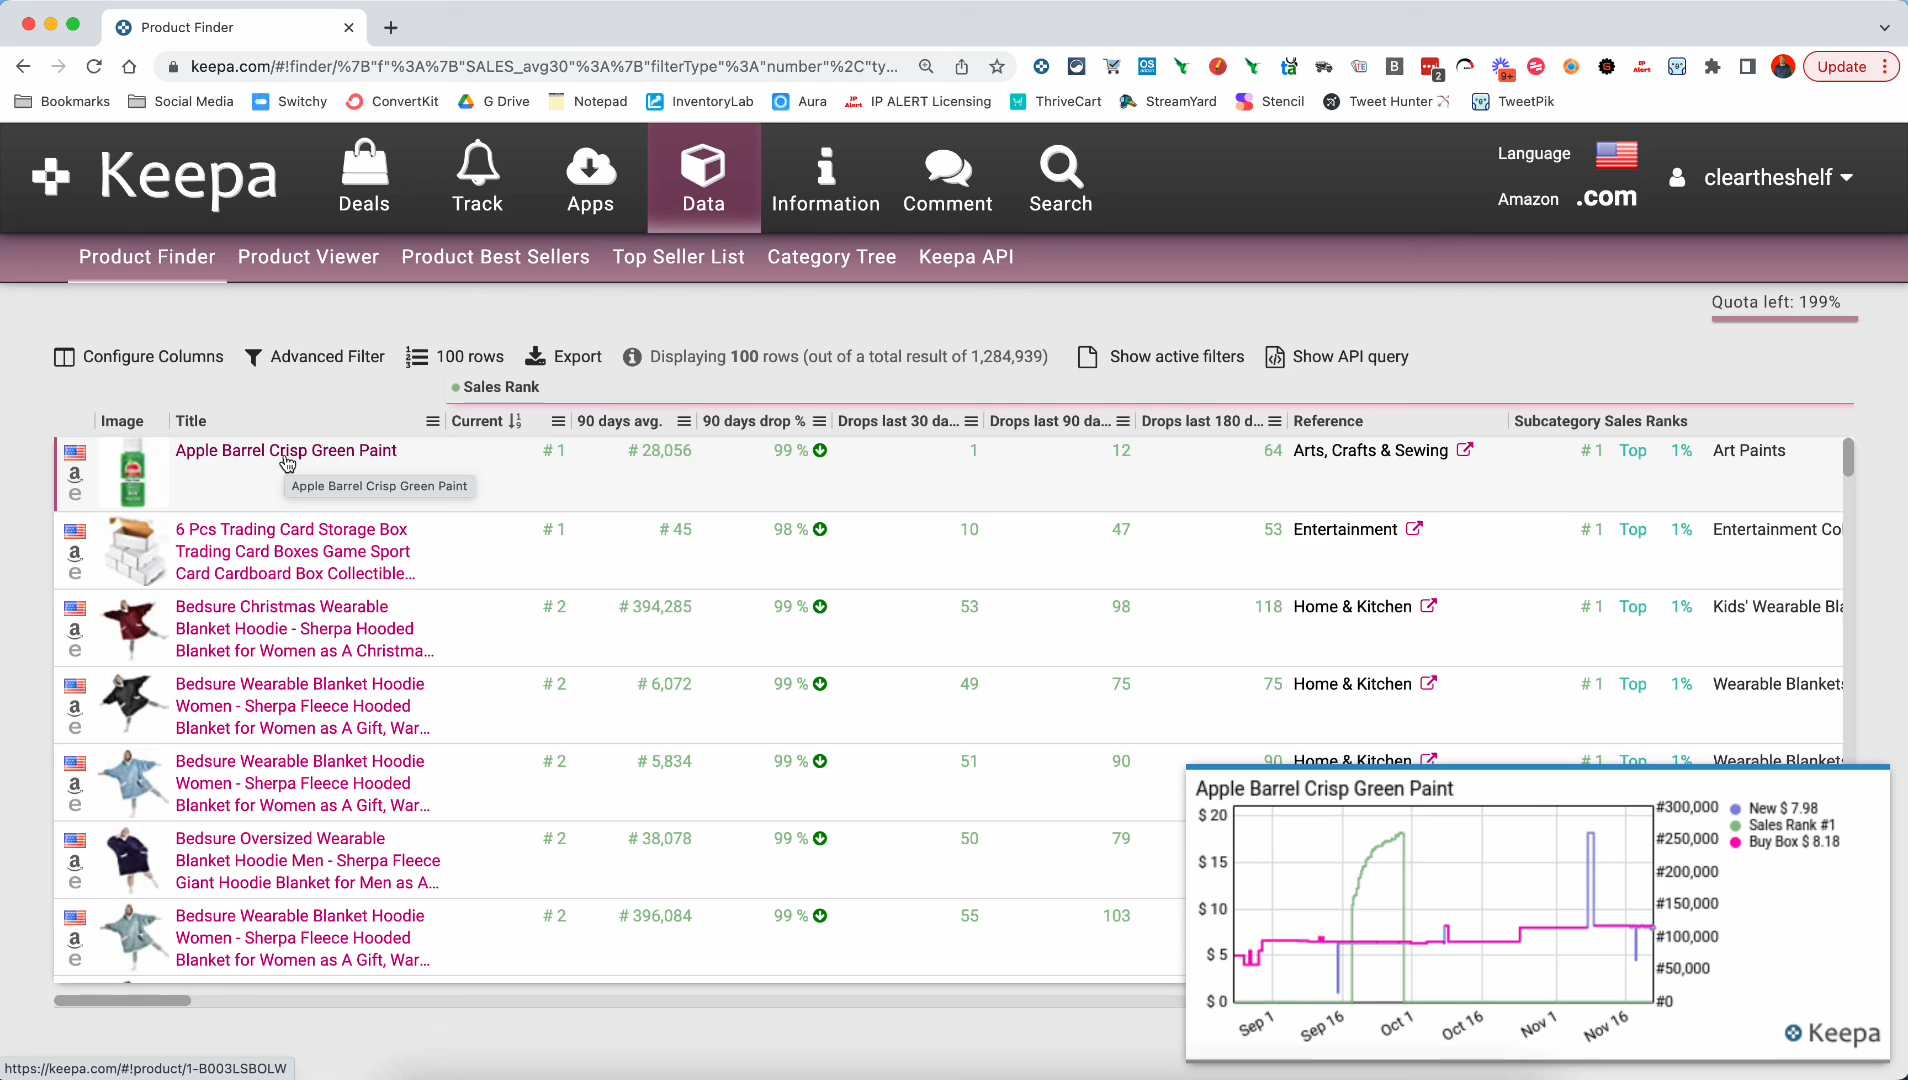 Product Finder
keepa.com/#!finder/%7B"f"%3A%7B"SALES_avg30"%3A%7B"filterType"%3A"number"%2C"ty...
2
9+
Update
Bookmarks Social Media Switchy ConvertKit G Drive Notepad InventoryLab Aura IP ALERT Licensing ThriveCart StreamYard Stencil Tweet Hunter TweetPik
Keepa
Deals
Track
Apps
Data
Information
Comment
Search
Language
Amazon .com
cleartheshelf
Product Finder Product Viewer Product Best Sellers Top Seller List Category Tree Keepa API
Quota left: 199%
Configure Columns Advanced Filter 100 rows Export Displaying 100 rows (out of a total result of 1,284,939) Show active filters Show API query
Sales Rank
Image Title Current 90 days avg. 90 days drop % Drops last 30 da... Drops last 90 da... Drops last 180 d... Reference Subcategory Sales Ranks
Apple Barrel Crisp Green Paint # 1 # 28,056 99 % 1 12 64 Arts, Crafts & Sewing # 1 Top 1% Art Paints
Apple Barrel Crisp Green Paint
6 Pcs Trading Card Storage Box # 1 # 45 98 % 10 47 53 Entertainment # 1 Top 1% Entertainment Co
Trading Card Boxes Game Sport
Card Cardboard Box Collectible...
Bedsure Christmas Wearable # 2 # 394,285 99 % 53 98 118 Home & Kitchen # 1 Top 1% Kids' Wearable Bla
Blanket Hoodie - Sherpa Hooded
Blanket for Women as A Christma...
Bedsure Wearable Blanket Hoodie # 2 # 6,072 99 % 49 75 75 Home & Kitchen # 1 Top 1% Wearable Blankets
Women - Sherpa Fleece Hooded
Blanket for Women as A Gift, War...
Bedsure Wearable Blanket Hoodie # 2 # 5,834 99 % 51 90 90 Home & Kitchen # 1 Top 1% Wearable Blankets
Women - Sherpa Fleece Hooded
Blanket for Women as A Gift, War...
Bedsure Oversized Wearable # 2 # 38,078 99 % 50 79
Blanket Hoodie Men - Sherpa Fleece
Giant Hoodie Blanket for Men as A...
Bedsure Wearable Blanket Hoodie # 2 # 396,084 99 % 55 103
Women - Sherpa Fleece Hooded
Blanket for Women as A Gift, War...
Apple Barrel Crisp Green Paint
$ 20
$ 15
$ 10
$ 5
$ 0
#300,000
#250,000
#200,000
#150,000
#100,000
#50,000
#0
New $ 7.98
Sales Rank #1
Buy Box $ 8.18
Sep 1 Sep 16 Oct 1 Oct 16 Nov 1 Nov 16
Keepa
https://keepa.com/#!product/1-B003LSBOLW